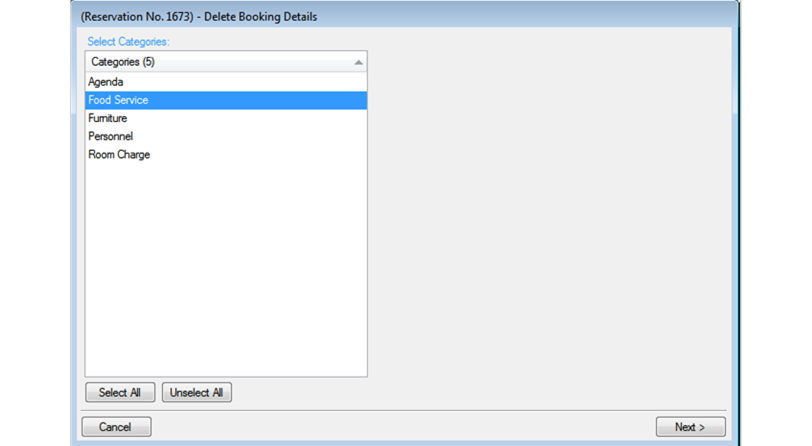 (Reservation No. 1673) - Delete Booking Details
Select Categories:
Categories (5)
Agenda
Food Service
Furniture
Personnel
Room Charge
Select All
Unselect All
Cancel
Next >